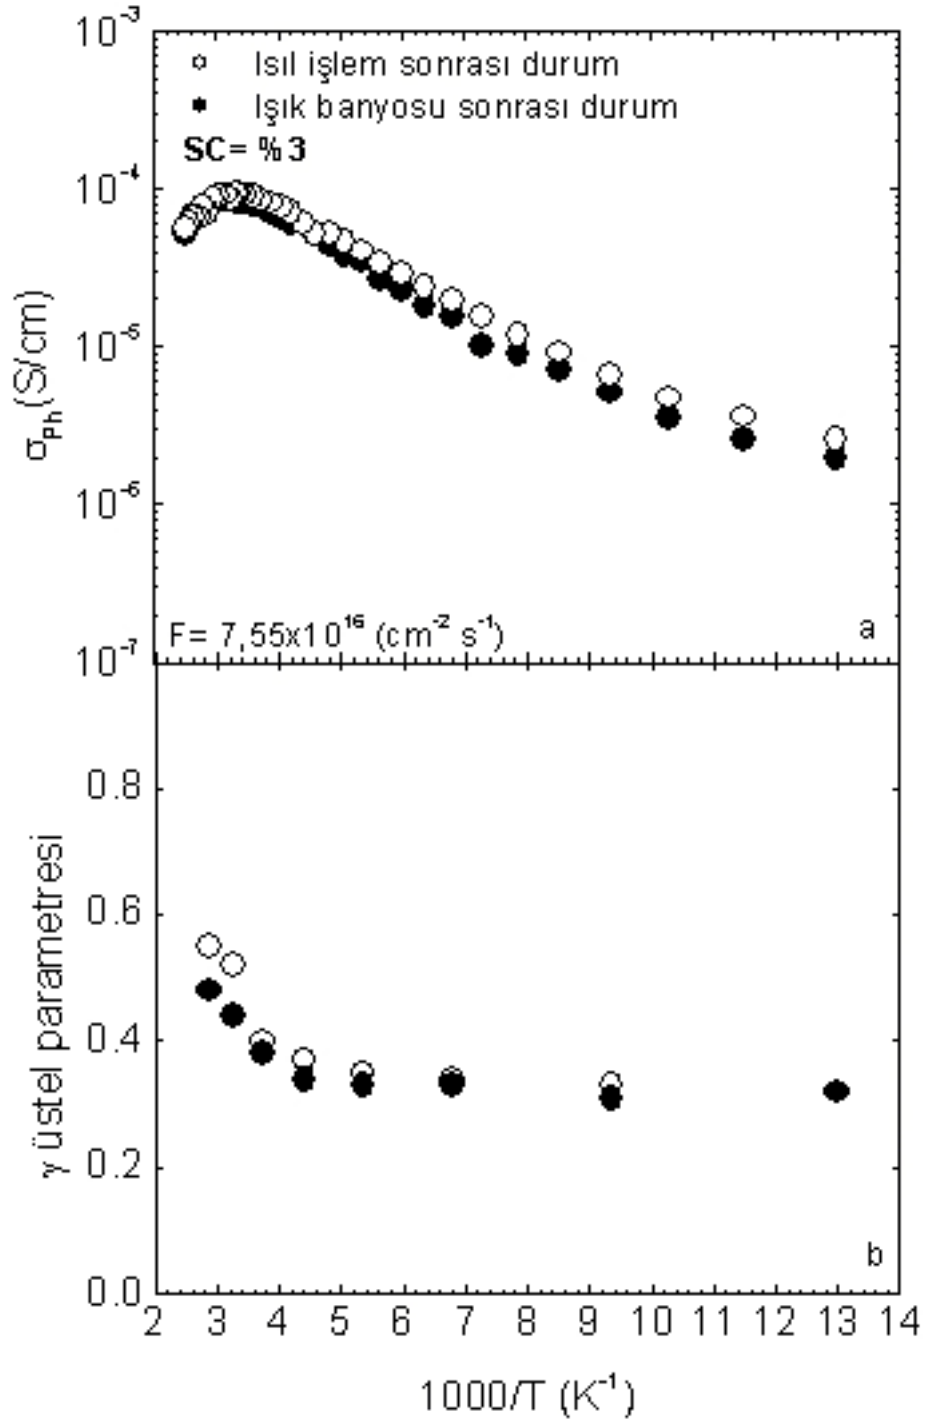 10⁻³
Isıl işlem sonrası durum
Işık banyosu sonrası durum
SC= %3
10⁻⁴
10⁻⁵
σPh(S/cm)
10⁻⁶
F= 7,55x10¹⁶ (cm⁻² s⁻¹)
a
10⁻⁷
0.8
0.6
0.4
γ üstel parametresi
0.2
b
0.0
2 3 4 5 6 7 8 9 10 11 12 13 14
1000/T (K⁻¹)